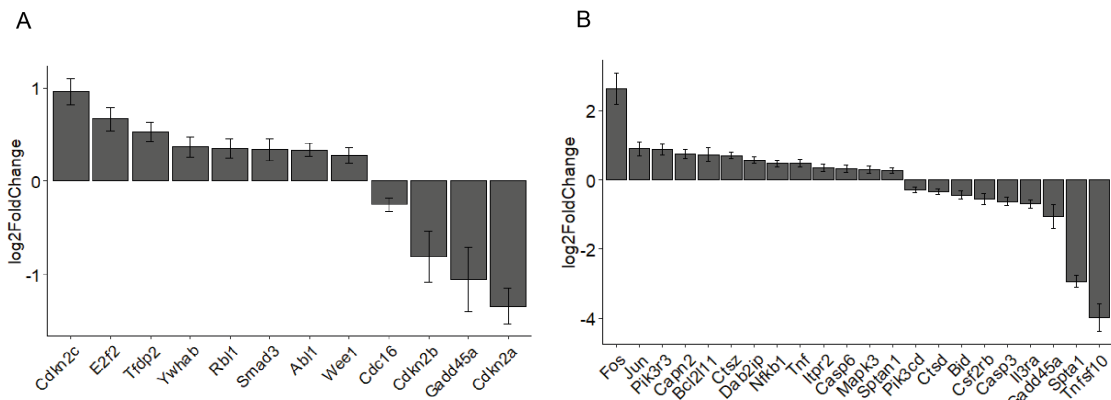 A
B
log2FoldChange
1
0
-1
Cdkn2c
E2f2
Tfdp2
Ywhab
Rbl1
Smad3
Abl1
Wee1
Cdc16
Cdkn2b
Gadd45a
Cdkn2a
log2FoldChange
2
0
-2
-4
Fos
Jun
Pik3r3
Capn2
Bcl2l11
Ctsz
Dab2ip
Nfkb1
Tnf
Itpr2
Casp6
Mapk3
Sptan1
Pik3cd
Ctsd
Bid
Csf2rb
Casp3
Il3ra
Gadd45a
Spta1
Tnfsf10